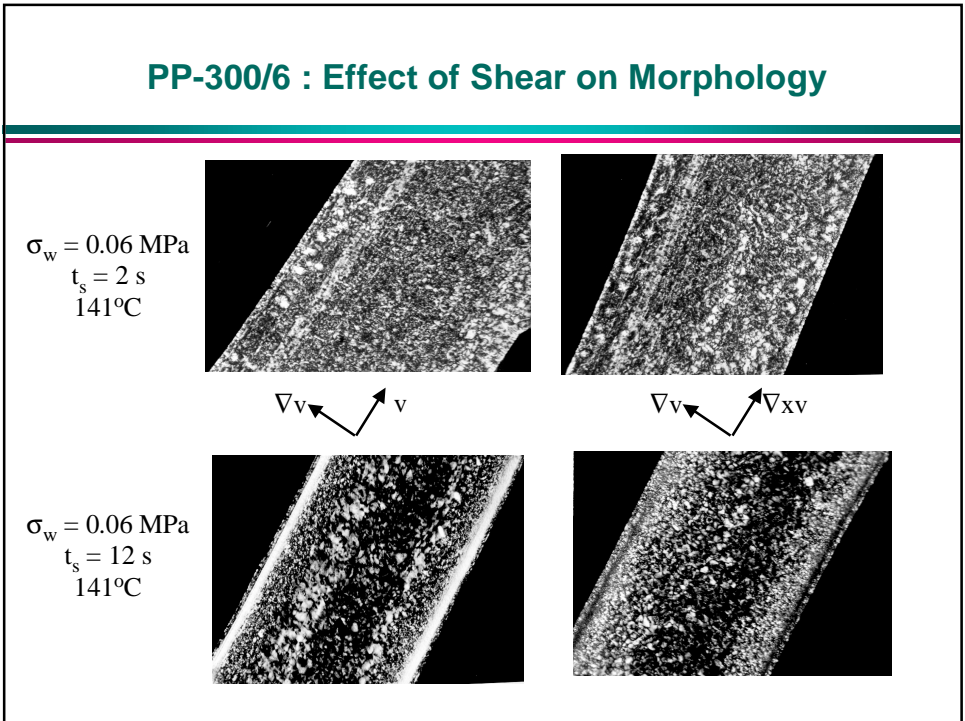 PP-300/6 : Effect of Shear on Morphology
σw = 0.06 MPa
ts = 2 s
141ºC
∇v v
∇v ∇xv
σw = 0.06 MPa
ts = 12 s
141ºC